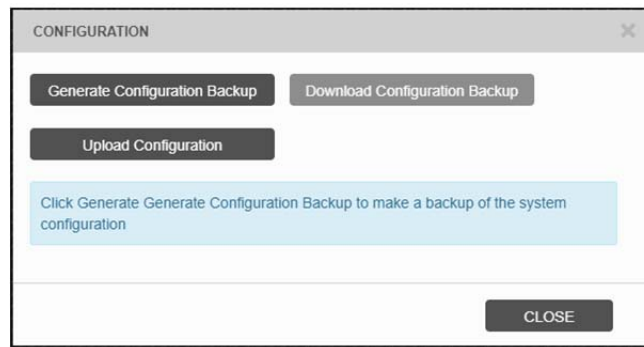 CONFIGURATION
Generate Configuration Backup Download Configuration Backup
Upload Configuration
Click Generate Generate Configuration Backup to make a backup of the system
configuration
CLOSE